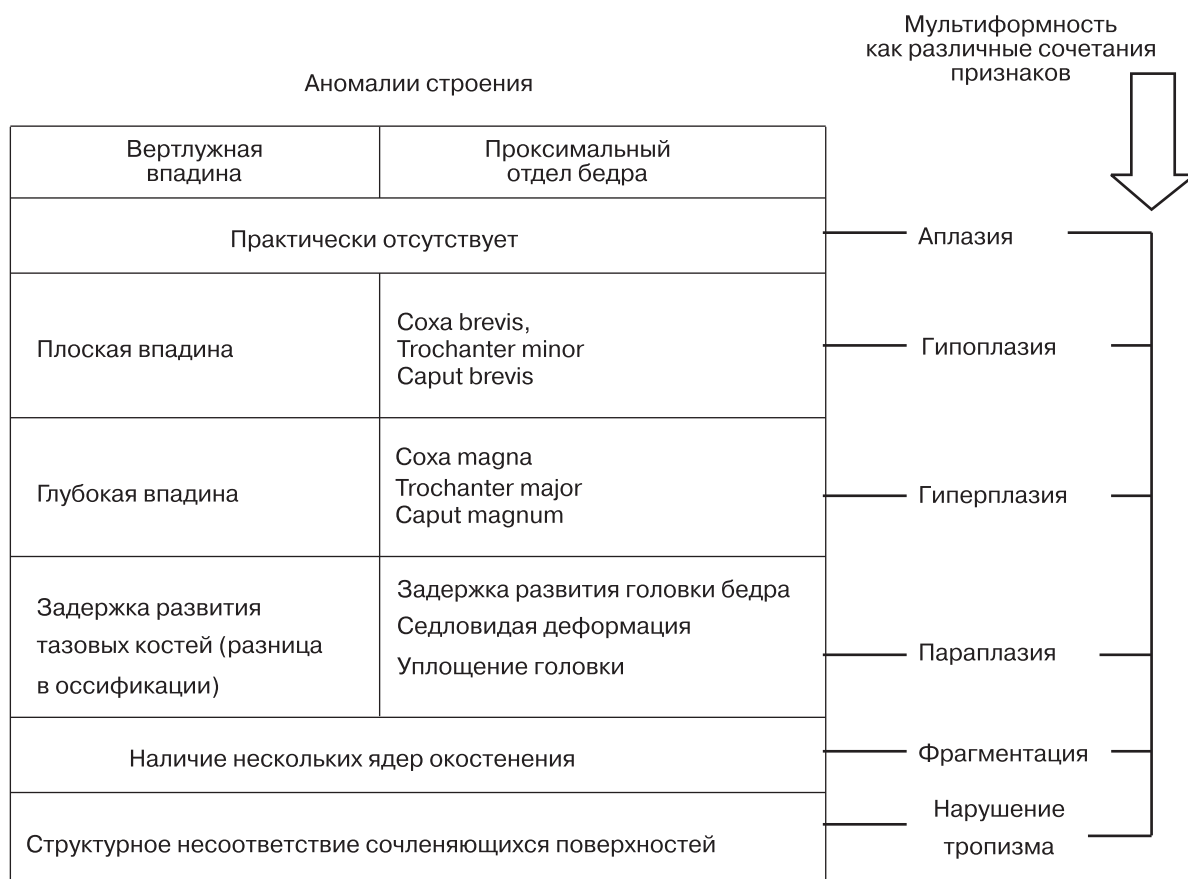 Мультиформность
как различные сочетания
признаков
Аномалии строения
Вертлужная
впадина
Проксимальный
отдел бедра
Практически отсутствует
Аплазия
Плоская впадина
Coxa brevis,
Trochanter minor
Caput brevis
Гипоплазия
Глубокая впадина
Coxa magna
Trochanter major
Caput magnum
Гиперплазия
Задержка развития
тазовых костей (разница
в оссификации)
Задержка развития головки бедра
Седловидая деформация
Уплощение головки
Параплазия
Наличие нескольких ядер окостенения
Фрагментация
Структурное несоответствие сочленяющихся поверхностей
Нарушение
тропизма